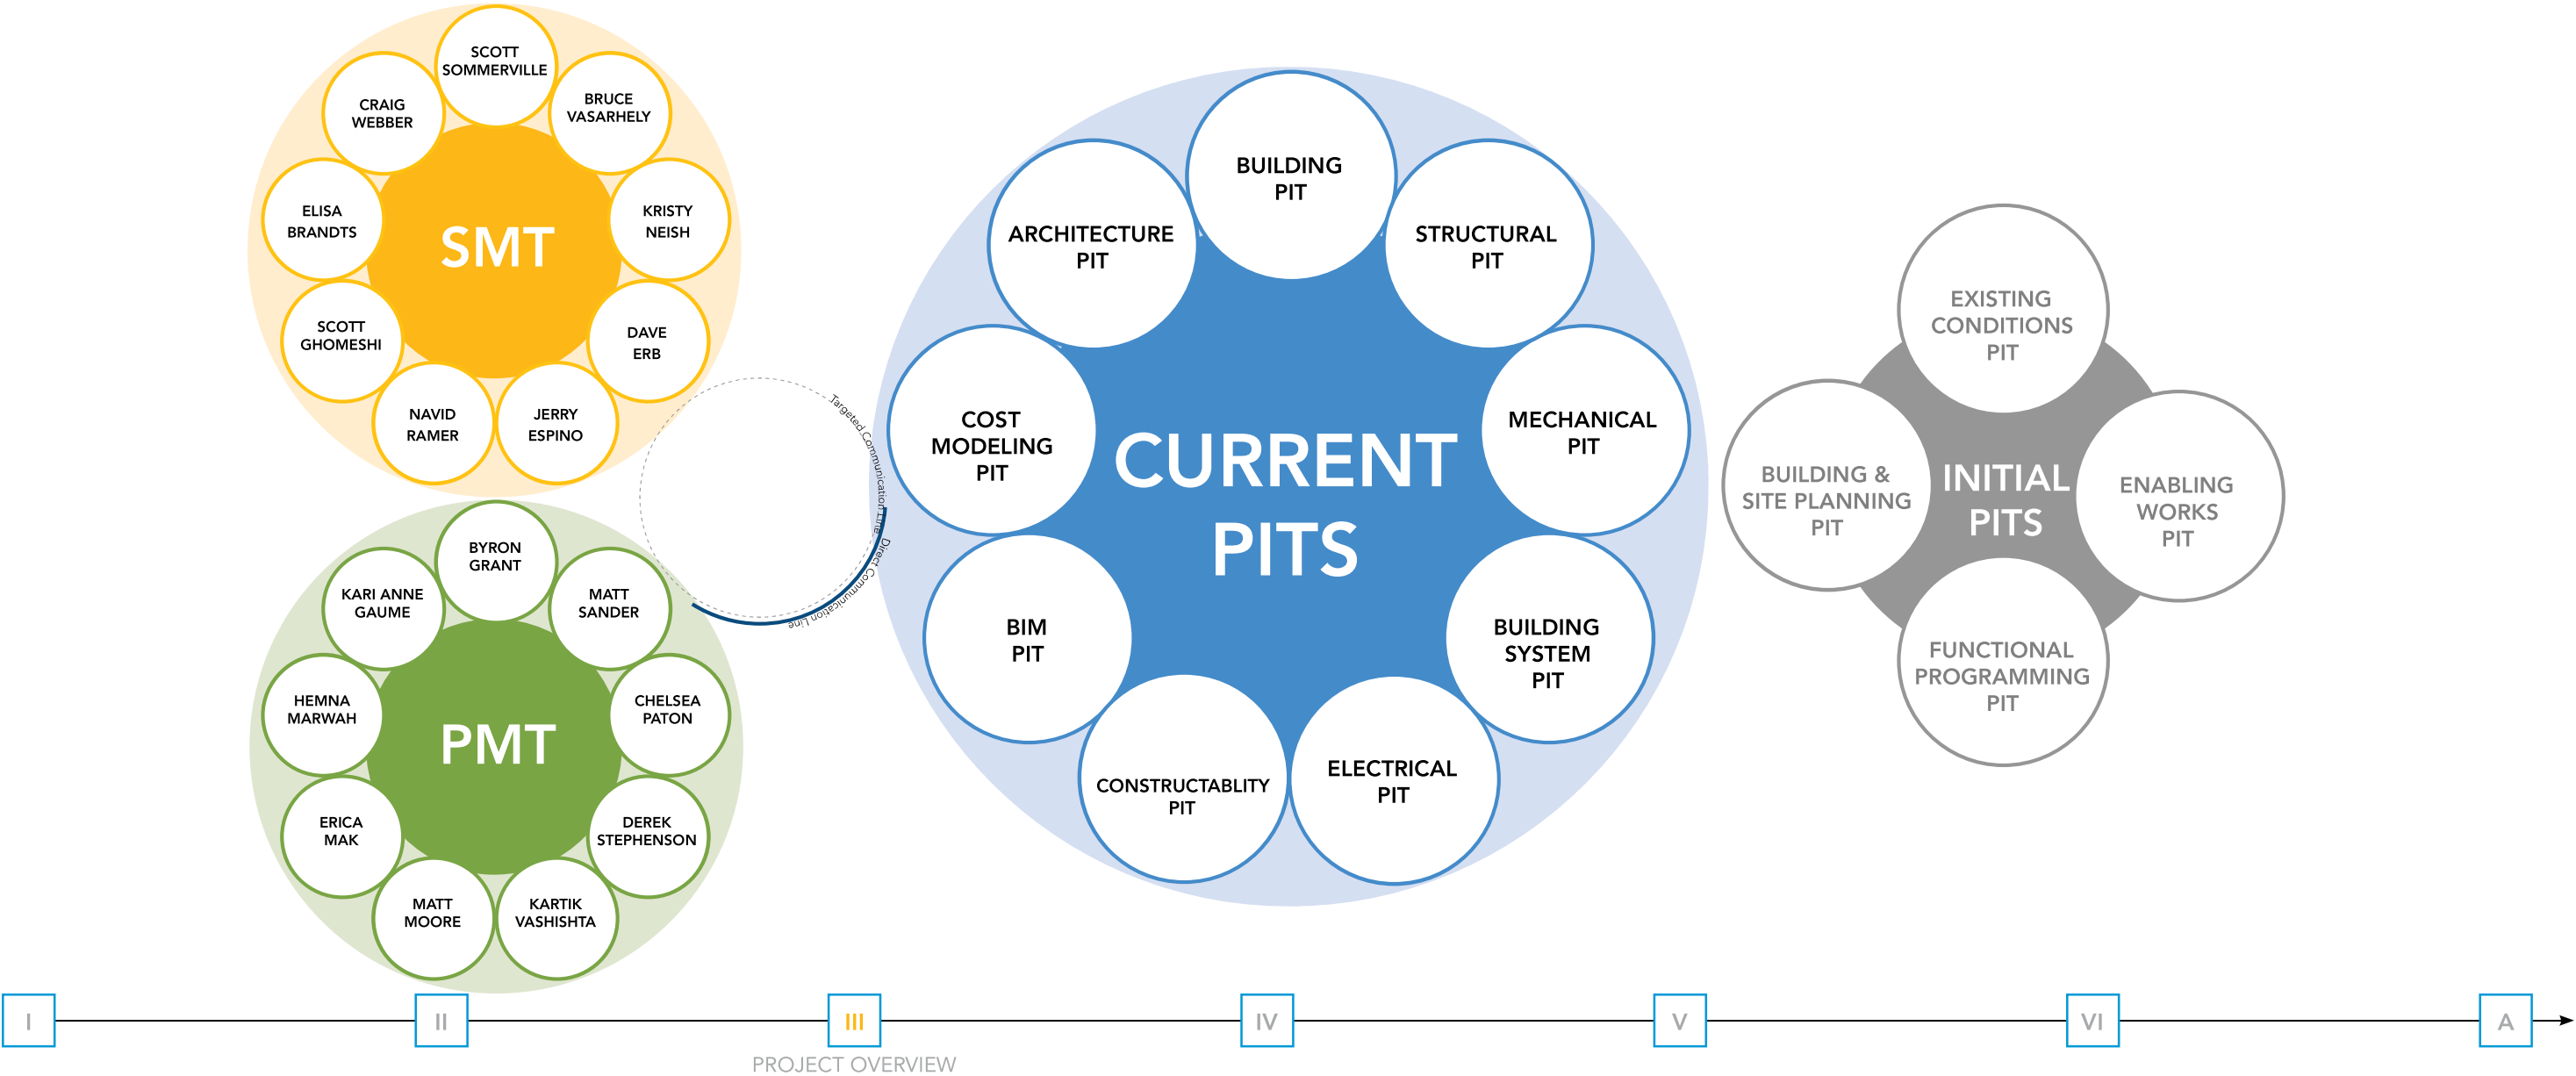 SCOTT
SOMMERVILLE
CRAIG
WEBBER
BRUCE
VASARHELY
ELISA
BRANDTS
SMT
KRISTY
NEISH
SCOTT
GHOMESHI
DAVE
ERB
NAVID
RAMER
JERRY
ESPINO
BYRON
GRANT
KARI ANNE
GAUME
MATT
SANDER
HEMNA
MARWAH
PMT
CHELSEA
PATON
ERICA
MAK
DEREK
STEPHENSON
MATT
MOORE
KARTIK
VASHISHTA
Targeted Communication Line
Direct Communication Line
BUILDING
PIT
ARCHITECTURE
PIT
STRUCTURAL
PIT
COST
MODELING
PIT
CURRENT
PITS
MECHANICAL
PIT
BIM
PIT
BUILDING
SYSTEM
PIT
CONSTRUCTABLITY
PIT
ELECTRICAL
PIT
EXISTING
CONDITIONS
PIT
BUILDING &
SITE PLANNING
PIT
INITIAL
PITS
ENABLING
WORKS
PIT
FUNCTIONAL
PROGRAMMING
PIT
I
II
III
IV
V
VI
A
PROJECT OVERVIEW